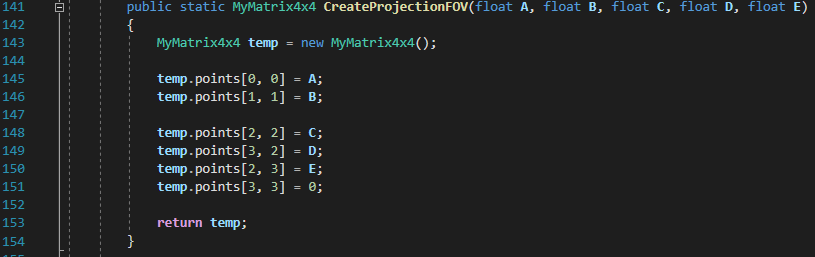 141 public static MyMatrix4x4 CreateProjectionFOV(float A, float B, float C, float D, float E)
142 {
143 MyMatrix4x4 temp = new MyMatrix4x4();
144
145 temp.points[0, 0] = A;
146 temp.points[1, 1] = B;
147
148 temp.points[2, 2] = C;
149 temp.points[3, 2] = D;
150 temp.points[2, 3] = E;
151 temp.points[3, 3] = 0;
152
153 return temp;
154 }